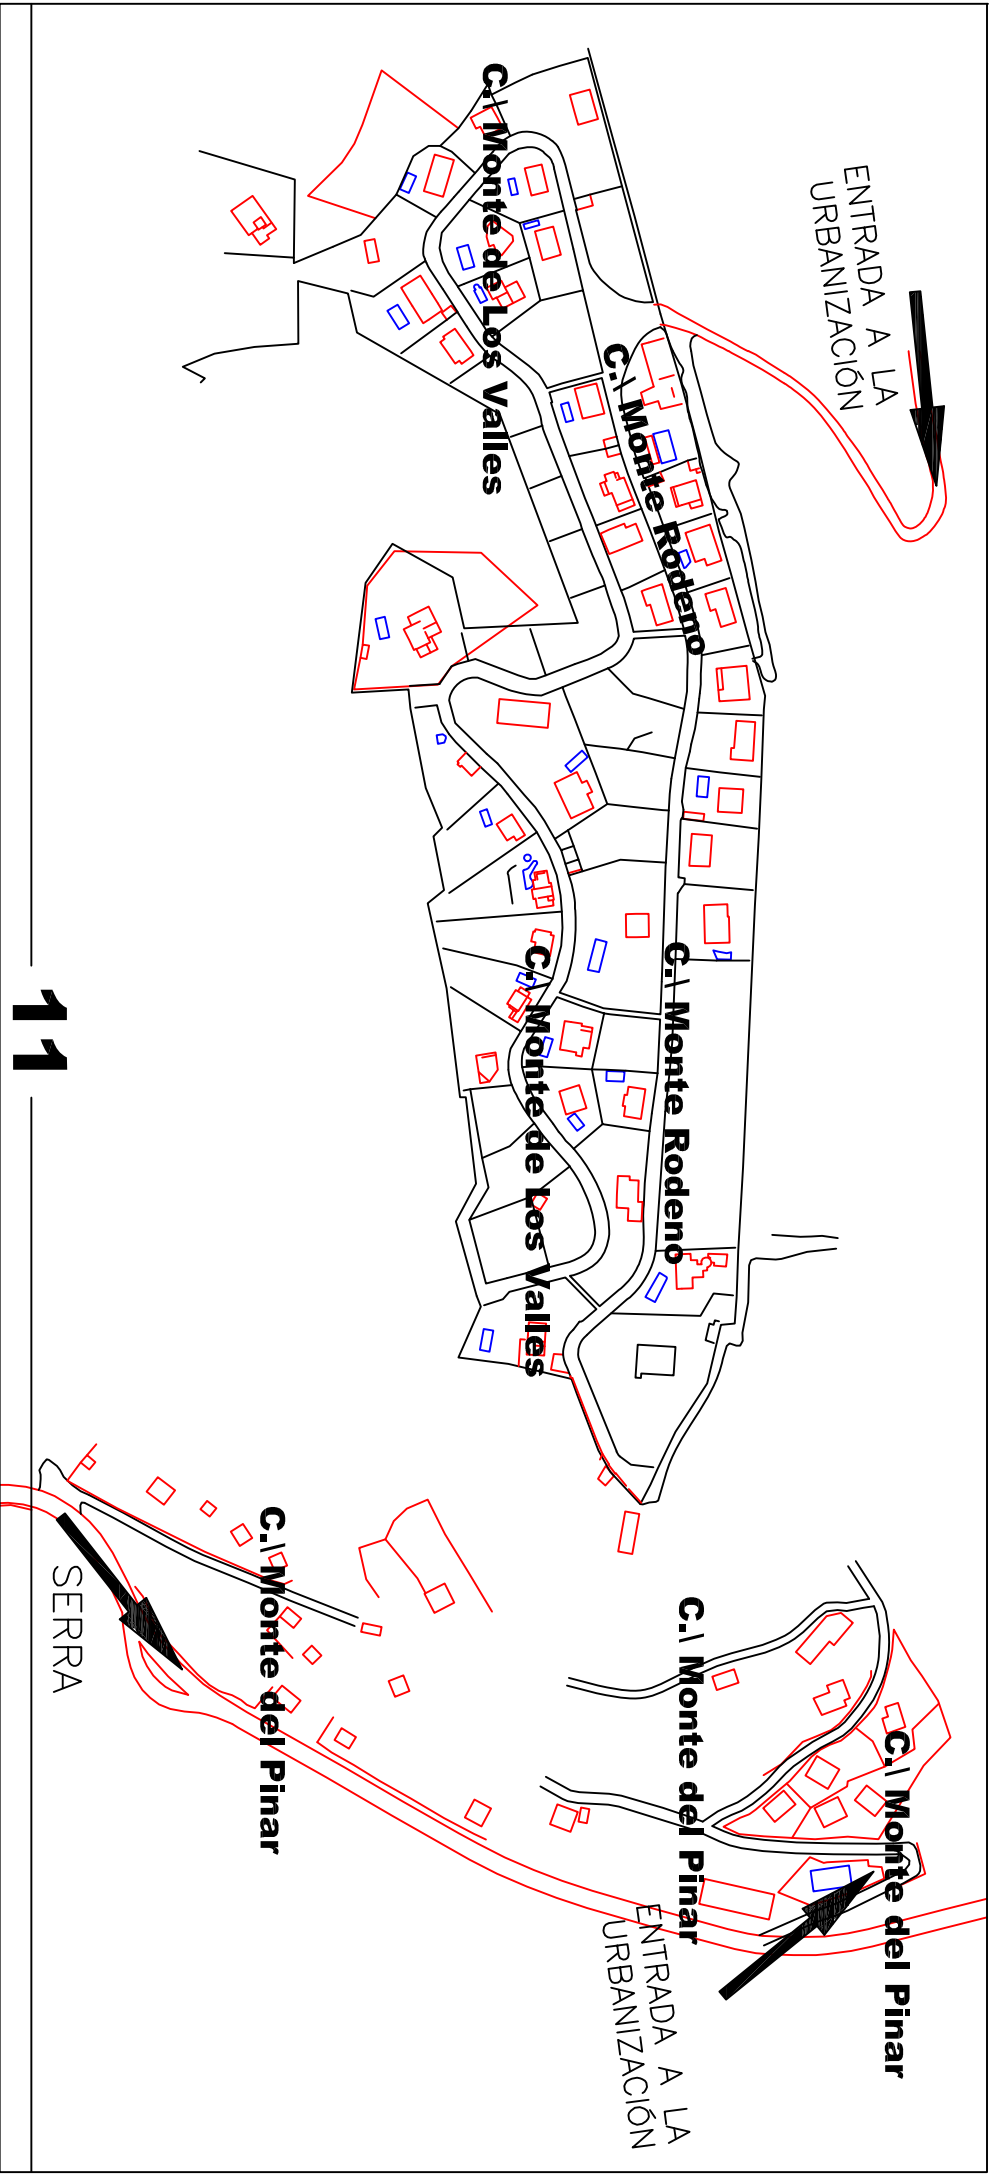 ENTRADA A LA
URBANIZACIÓN
C.\ Monte de Los Valles
C.\ Monte Rodeno
C.\ Monte Rodeno
C.\ Monte de Los Valles
C.\ Monte del Pinar
C.\ Monte del Pinar
C.\ Monte del Pinar
ENTRADA A LA
URBANIZACIÓN
SERRA
11